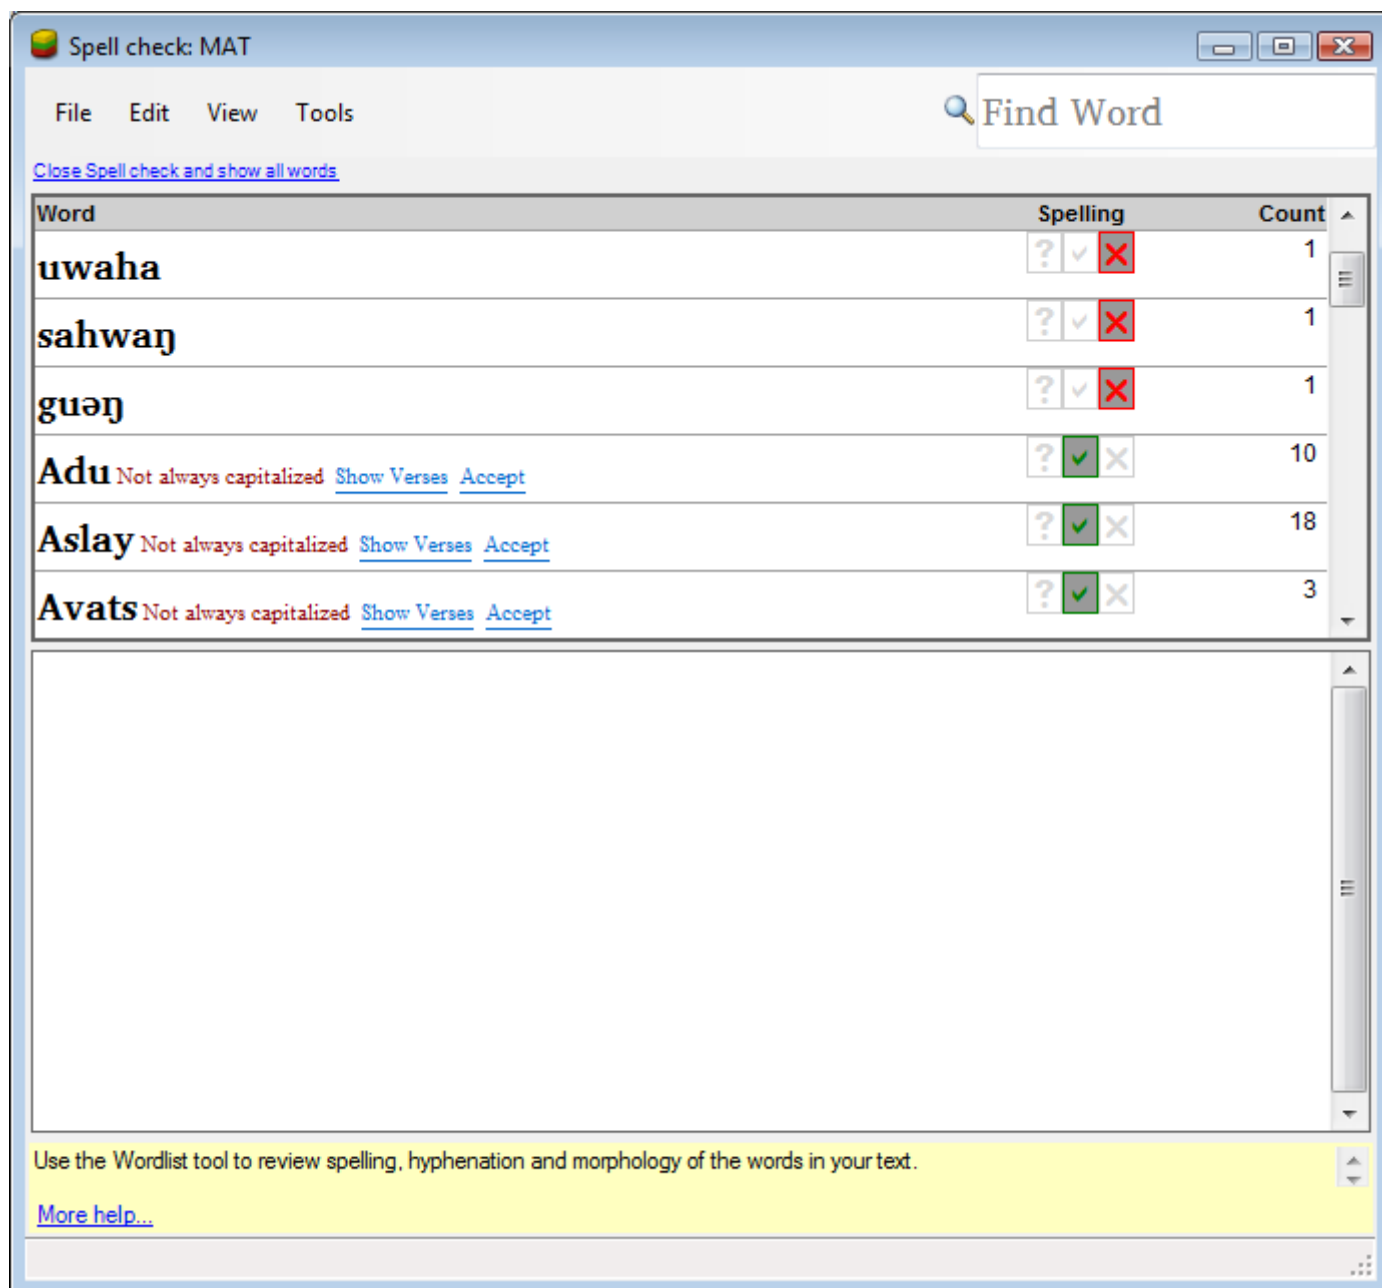 Spell check: MAT
File Edit View Tools Find Word
Close Spell check and show all words
Word Spelling Count
uwaha ? 1
sahwaŋ ? 1
guəŋ ? 1
Adu Not always capitalized Show Verses Accept ? 10
Aslay Not always capitalized Show Verses Accept ? 18
Avats Not always capitalized Show Verses Accept ? 3
Use the Wordlist tool to review spelling, hyphenation and morphology of the words in your text.
More help...